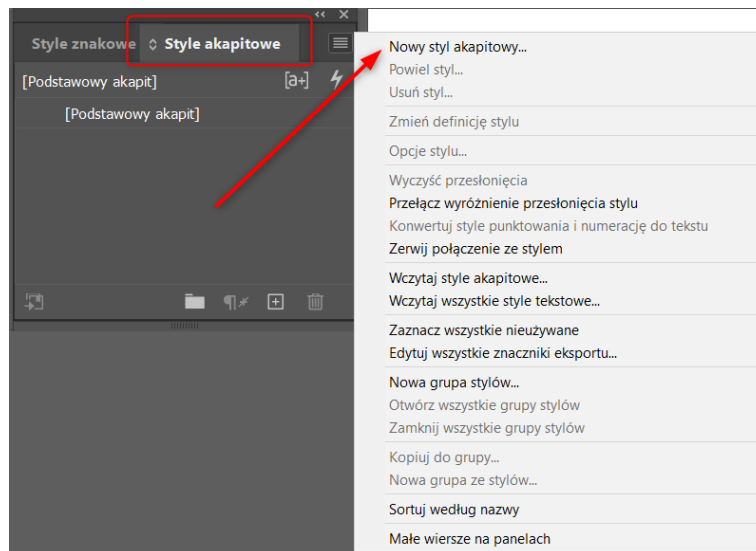 Style znakowe Style akapitowe
[Podstawowy akapit] [a+]
[Podstawowy akapit]
Nowy styl akapitowy...
Powiel styl...
Usuń styl...
Zmień definicję stylu
Opcje stylu...
Wyczyść przesłonięcia
Przełącz wyróżnienie przesłonięcia stylu
Konwertuj style punktowania i numerację do tekstu
Zerwij połączenie ze stylem
Wczytaj style akapitowe...
Wczytaj wszystkie style tekstowe...
Zaznacz wszystkie nieużywane
Edytuj wszystkie znaczniki eksportu...
Nowa grupa stylów...
Otwórz wszystkie grupy stylów
Zamknij wszystkie grupy stylów
Kopiuj do grupy...
Nowa grupa ze stylów...
Sortuj według nazwy
Małe wiersze na panelach